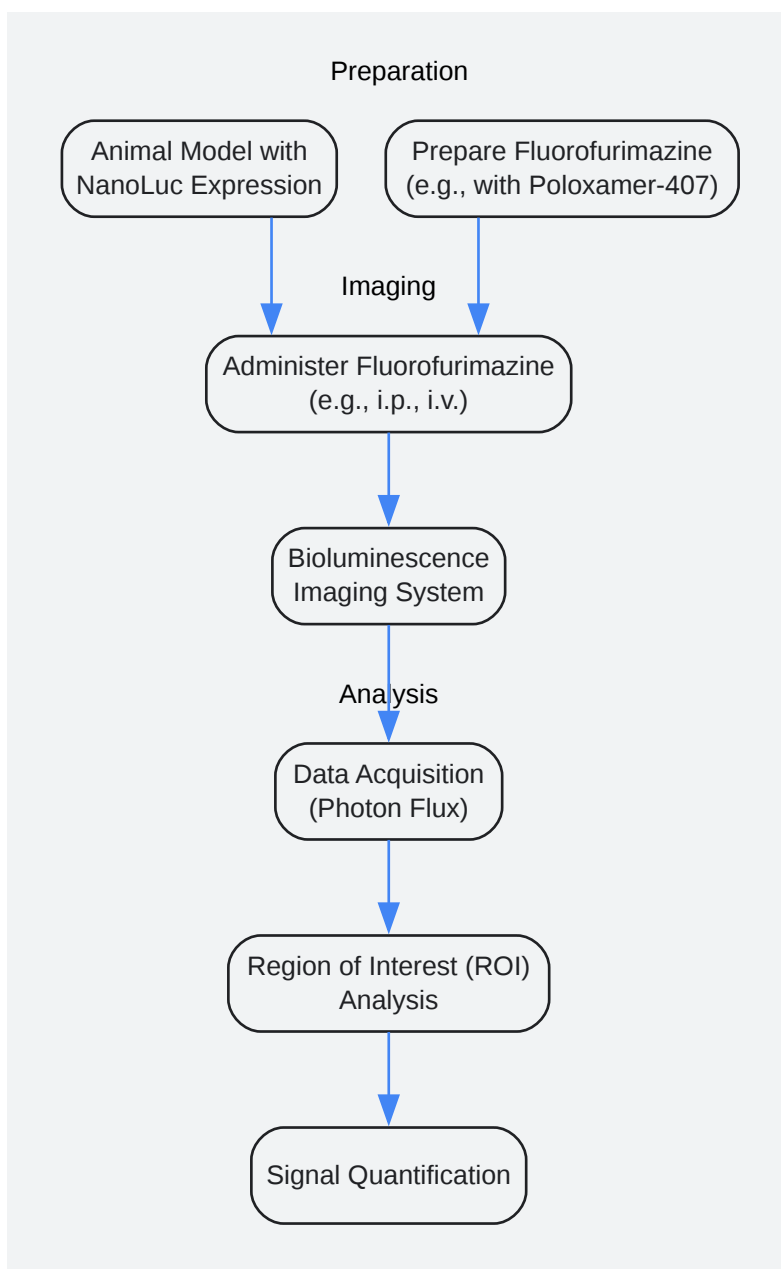 Preparation
Animal Model with
NanoLuc Expression
Prepare Fluorofurimazine
(e.g., with Poloxamer-407)
Imaging
Administer Fluorofurimazine
(e.g., i.p., i.v.)
Bioluminescence
Imaging System
Analysis
Data Acquisition
(Photon Flux)
Region of Interest (ROI)
Analysis
Signal Quantification